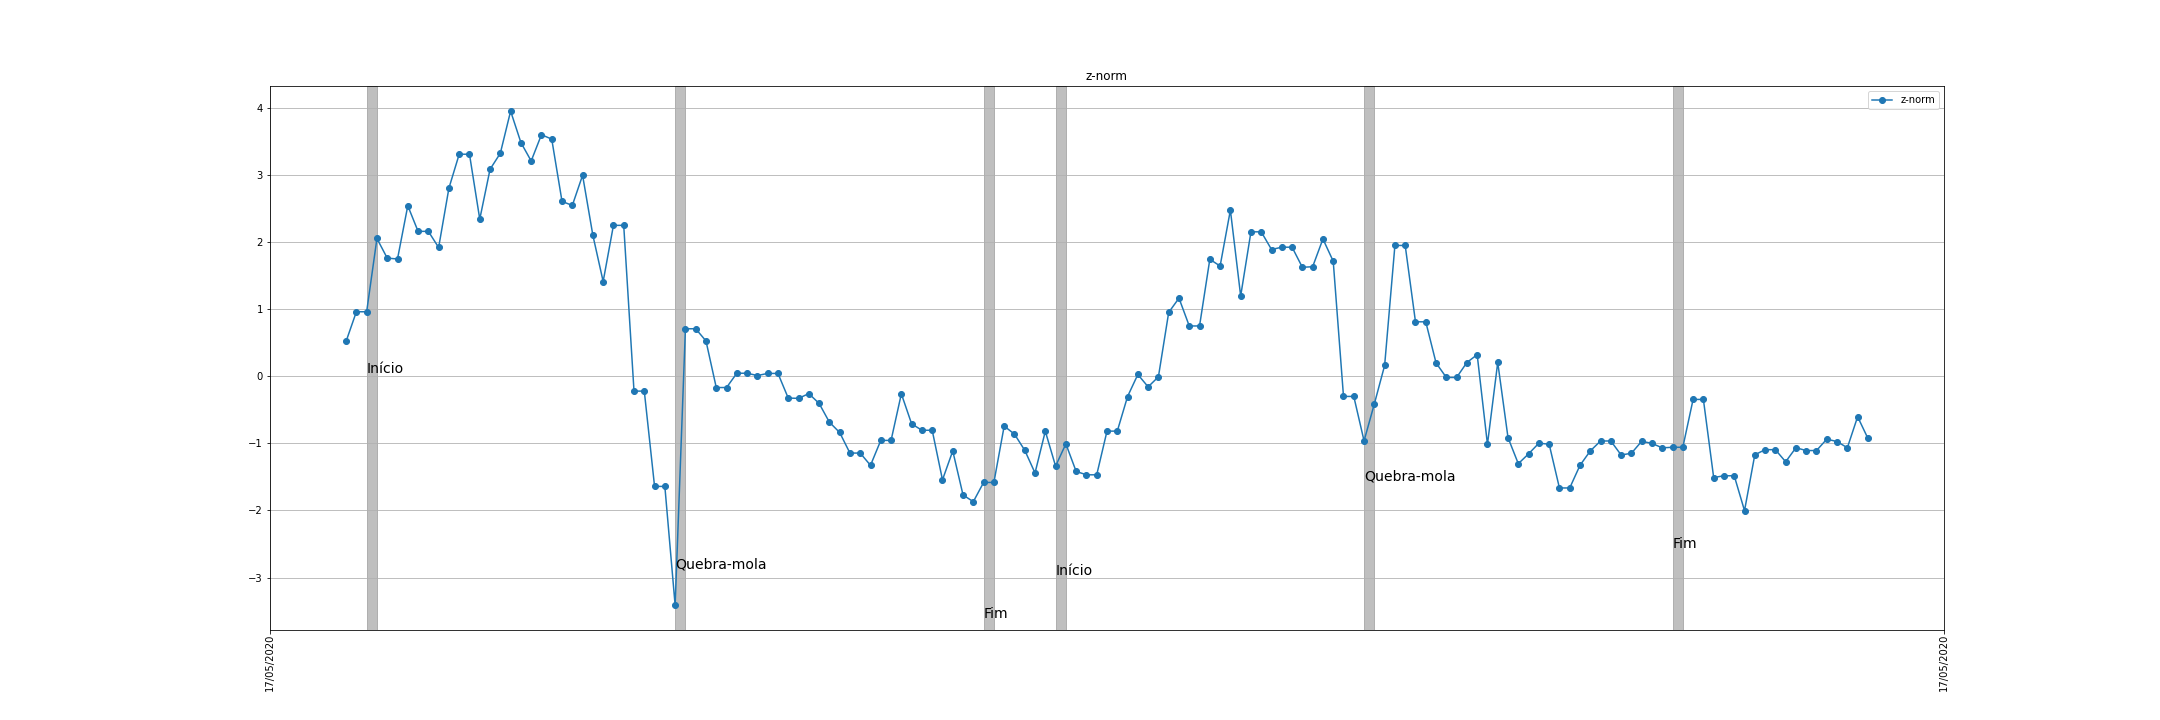 z-norm
z-norm
4
3
2
1
0
−1
−2
−3
Início
Quebra-mola
Fim
Início
Quebra-mola
Fim
17/05/2020
17/05/2020